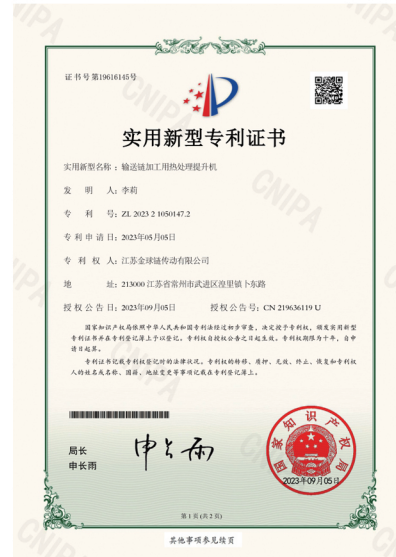 证书号第19616145号
实用新型专利证书
实用新型名称：输送链加工用热处理提升机
发 明 人：李莉
专 利 号：ZL 2023 2 1050147.2
专利申请日：2023年05月05日
专 利 权 人：江苏金球链传动有限公司
地 址：213000 江苏省常州市武进区湟里镇卜东路
授权公告日：2023年09月05日 授权公告号：CN 219636119 U
国家知识产权局依照中华人民共和国专利法经过初步审查，决定授予专利权，颁发实用新型
专利证书并在专利登记簿上予以登记。专利权自授权公告之日起生效。专利权期限为十年，自申
请日起算。
专利证书记载专利权登记时的法律状况。专利权的转移、质押、无效、终止、恢复和专利权
人的姓名或名称、国籍、地址变更等事项记载在专利登记簿上。
局长
申长雨
申长雨
国家知识产权局
2023年09月05日
第 1 页 (共 2 页)
其他事项参见续页
CNIPA
CNIPA
CNIPA
CNIPA